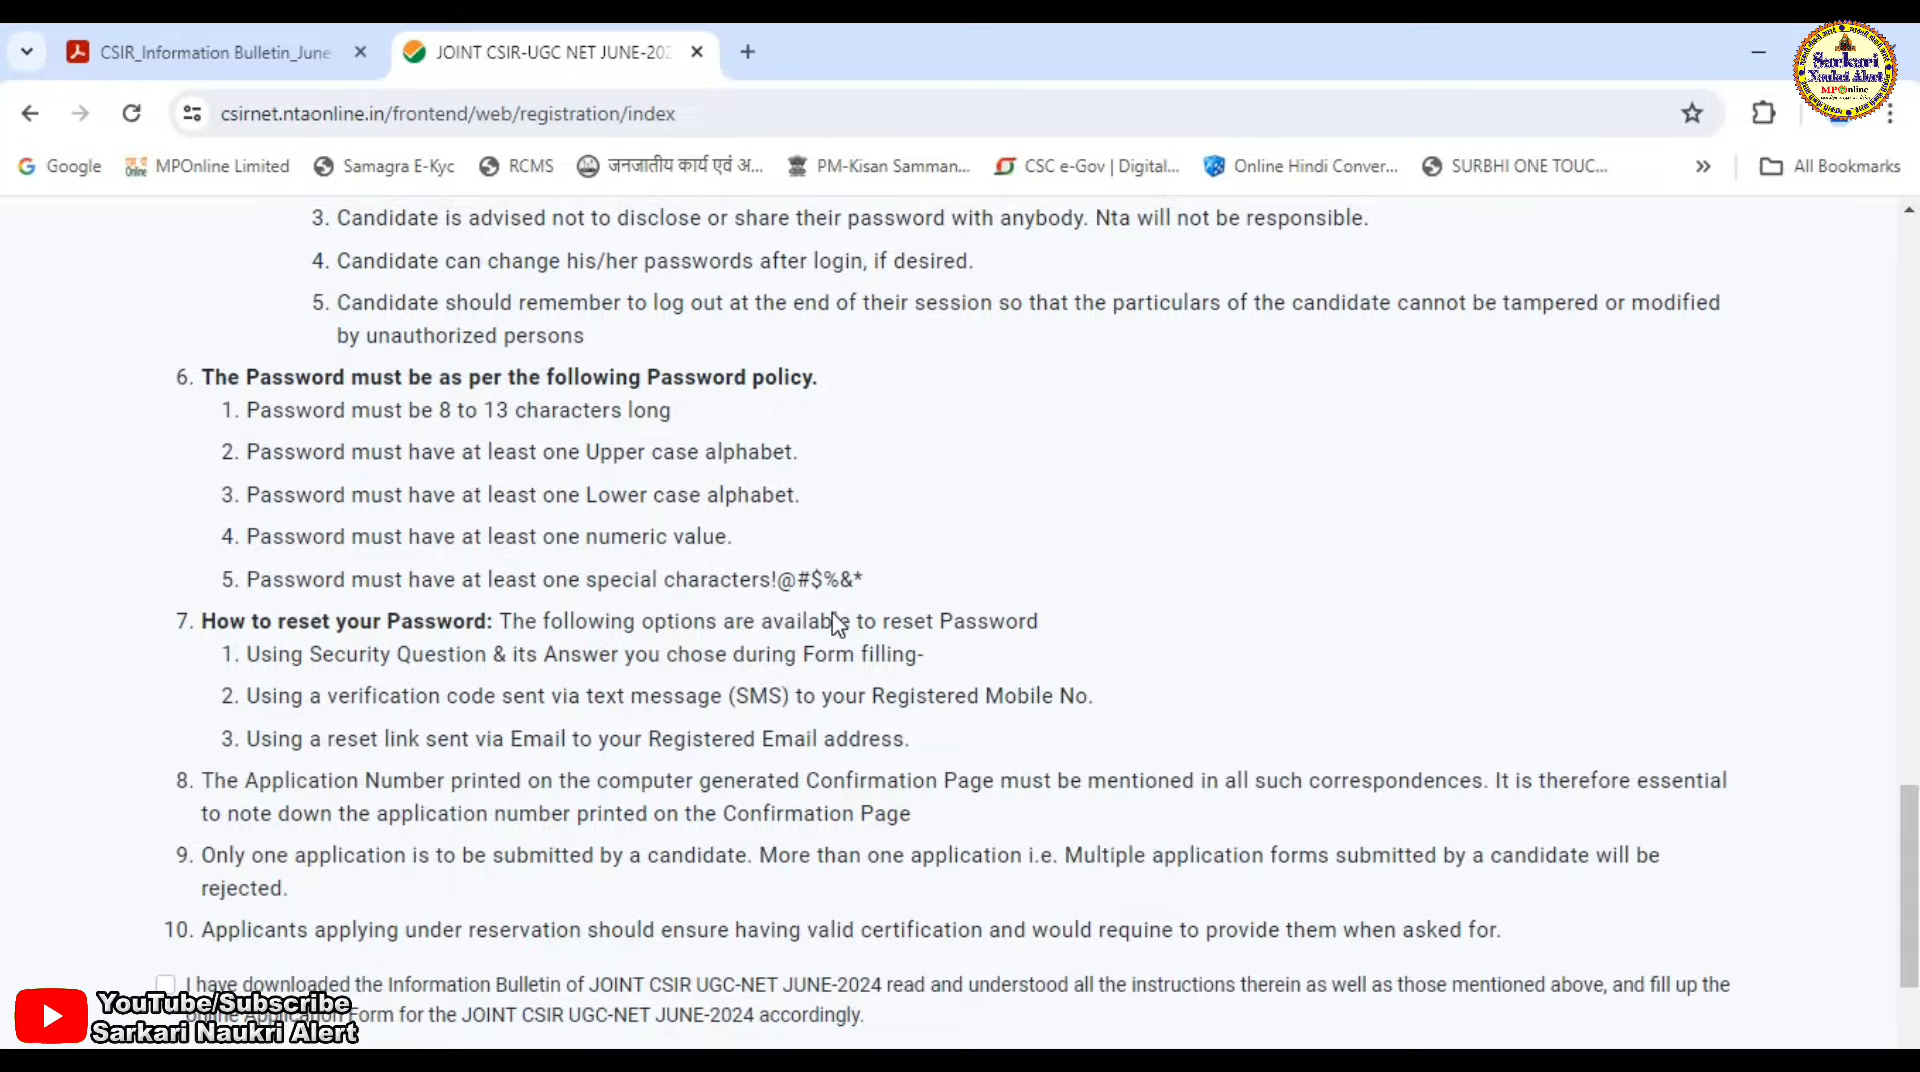 CSIR_Information Bulletin_June
JOINT CSIR-UGC NET JUNE-202
csirnet.ntaonline.in/frontend/web/registration/index
Google
MPOnline Limited
Samagra E-Kyc
RCMS
जनजातीय कार्य एवं अ...
PM-Kisan Samman...
CSC e-Gov | Digital...
Online Hindi Conver...
SURBHI ONE TOUC...
All Bookmarks
Sarkari
Naukri Alert
MPOnline
3. Candidate is advised not to disclose or share their password with anybody. Nta will not be responsible.
4. Candidate can change his/her passwords after login, if desired.
5. Candidate should remember to log out at the end of their session so that the particulars of the candidate cannot be tampered or modified
by unauthorized persons
6. The Password must be as per the following Password policy.
1. Password must be 8 to 13 characters long
2. Password must have at least one Upper case alphabet.
3. Password must have at least one Lower case alphabet.
4. Password must have at least one numeric value.
5. Password must have at least one special characters!@#$%&*
7. How to reset your Password: The following options are available to reset Password
1. Using Security Question & its Answer you chose during Form filling-
2. Using a verification code sent via text message (SMS) to your Registered Mobile No.
3. Using a reset link sent via Email to your Registered Email address.
8. The Application Number printed on the computer generated Confirmation Page must be mentioned in all such correspondences. It is therefore essential
to note down the application number printed on the Confirmation Page
9. Only one application is to be submitted by a candidate. More than one application i.e. Multiple application forms submitted by a candidate will be
rejected.
10. Applicants applying under reservation should ensure having valid certification and would requine to provide them when asked for.
I have downloaded the Information Bulletin of JOINT CSIR UGC-NET JUNE-2024 read and understood all the instructions therein as well as those mentioned above, and fill up the
online Application Form for the JOINT CSIR UGC-NET JUNE-2024 accordingly.
YouTube/Subscribe
Sarkari Naukri Alert